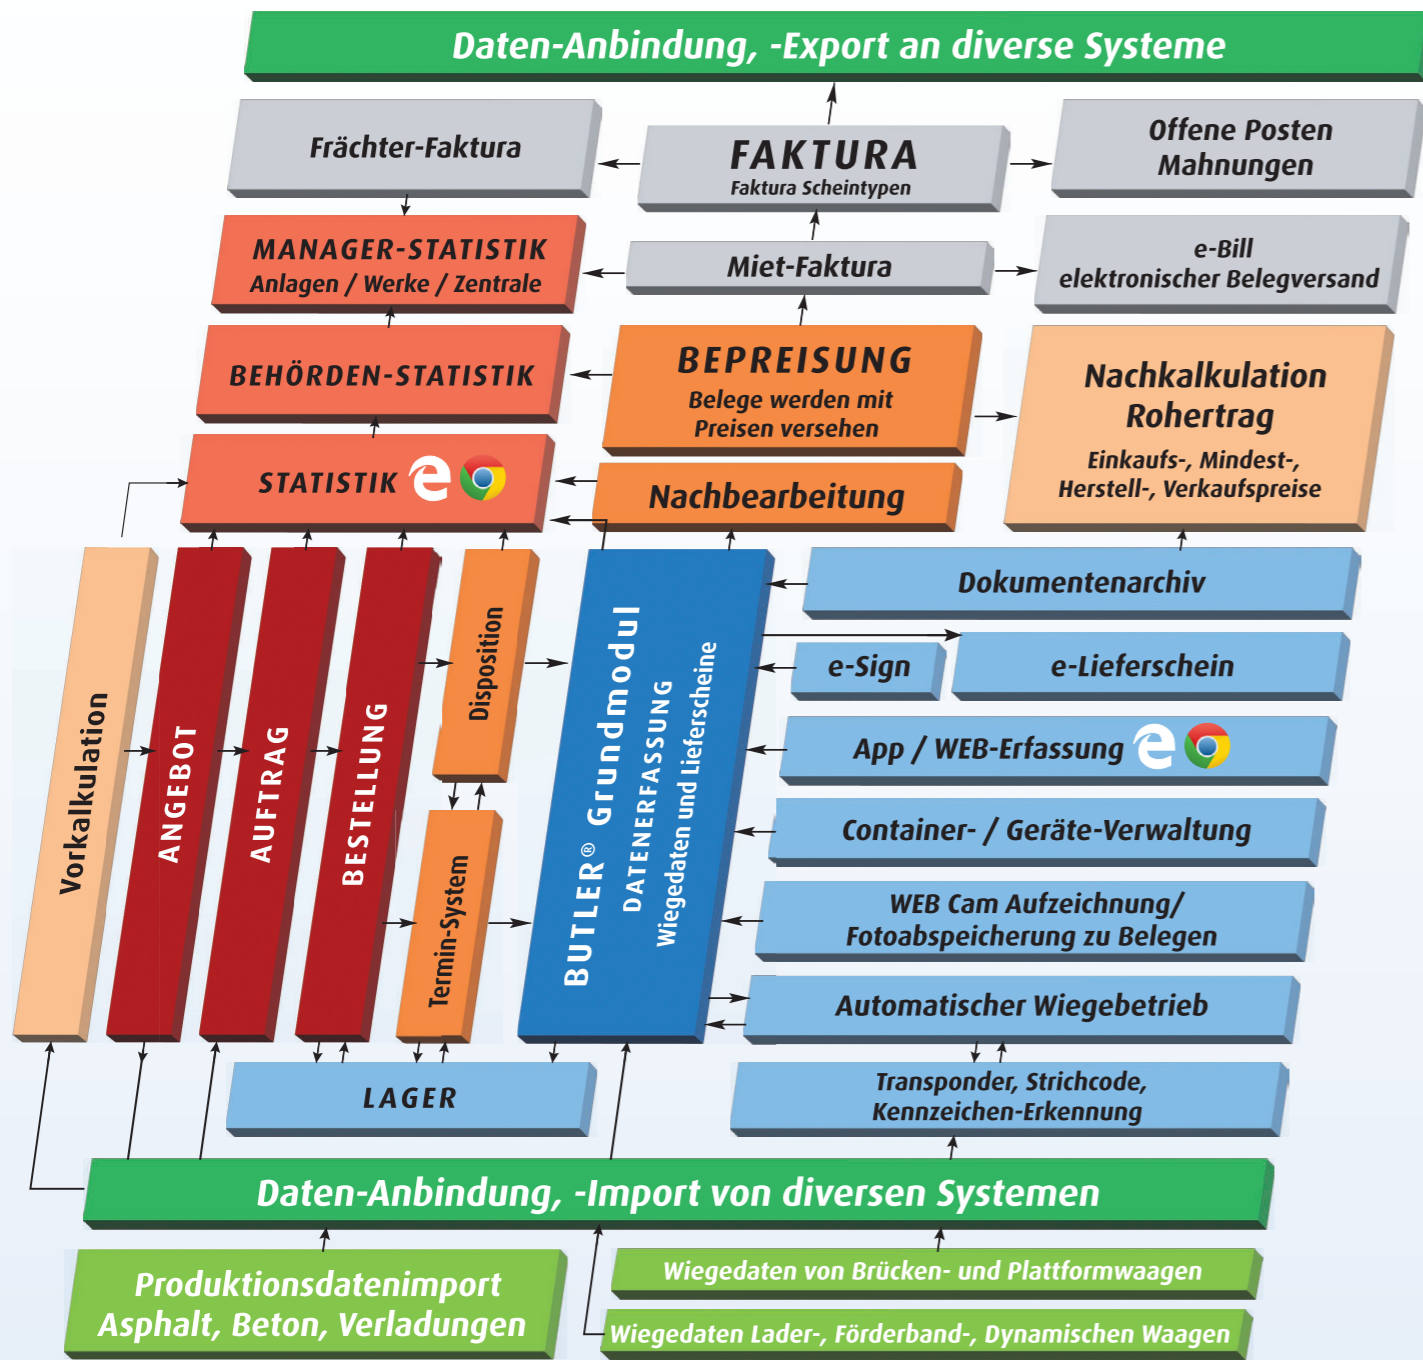 Daten-Anbindung, -Export an diverse Systeme
Frächter-Faktura
FAKTURA
Faktura Scheintypen
Offene Posten
Mahnungen
MANAGER-STATISTIK
Anlagen / Werke / Zentrale
Miet-Faktura
e-Bill
elektronischer Belegversand
BEHÖRDEN-STATISTIK
BEPREISUNG
Belege werden mit
Preisen versehen
Nachkalkulation
Rohertrag
Einkaufs-, Mindest-,
Herstell-, Verkaufspreise
STATISTIK
Nachbearbeitung
Vorkalkulation
ANGEBOT
AUFTRAG
BESTELLUNG
Disposition
Termin-System
BUTLER® Grundmodul
DATENERFASSUNG
Wiegedaten und Lieferscheine
Dokumentenarchiv
e-Sign
e-Lieferschein
App / WEB-Erfassung
Container- / Geräte-Verwaltung
WEB Cam Aufzeichnung/
Fotoabspeicherung zu Belegen
Automatischer Wiegebetrieb
LAGER
Transponder, Strichcode,
Kennzeichen-Erkennung
Daten-Anbindung, -Import von diversen Systemen
Produktionsdatenimport
Asphalt, Beton, Verladungen
Wiegedaten von Brücken- und Plattformwaagen
Wiegedaten Lader-, Förderband-, Dynamischen Waagen